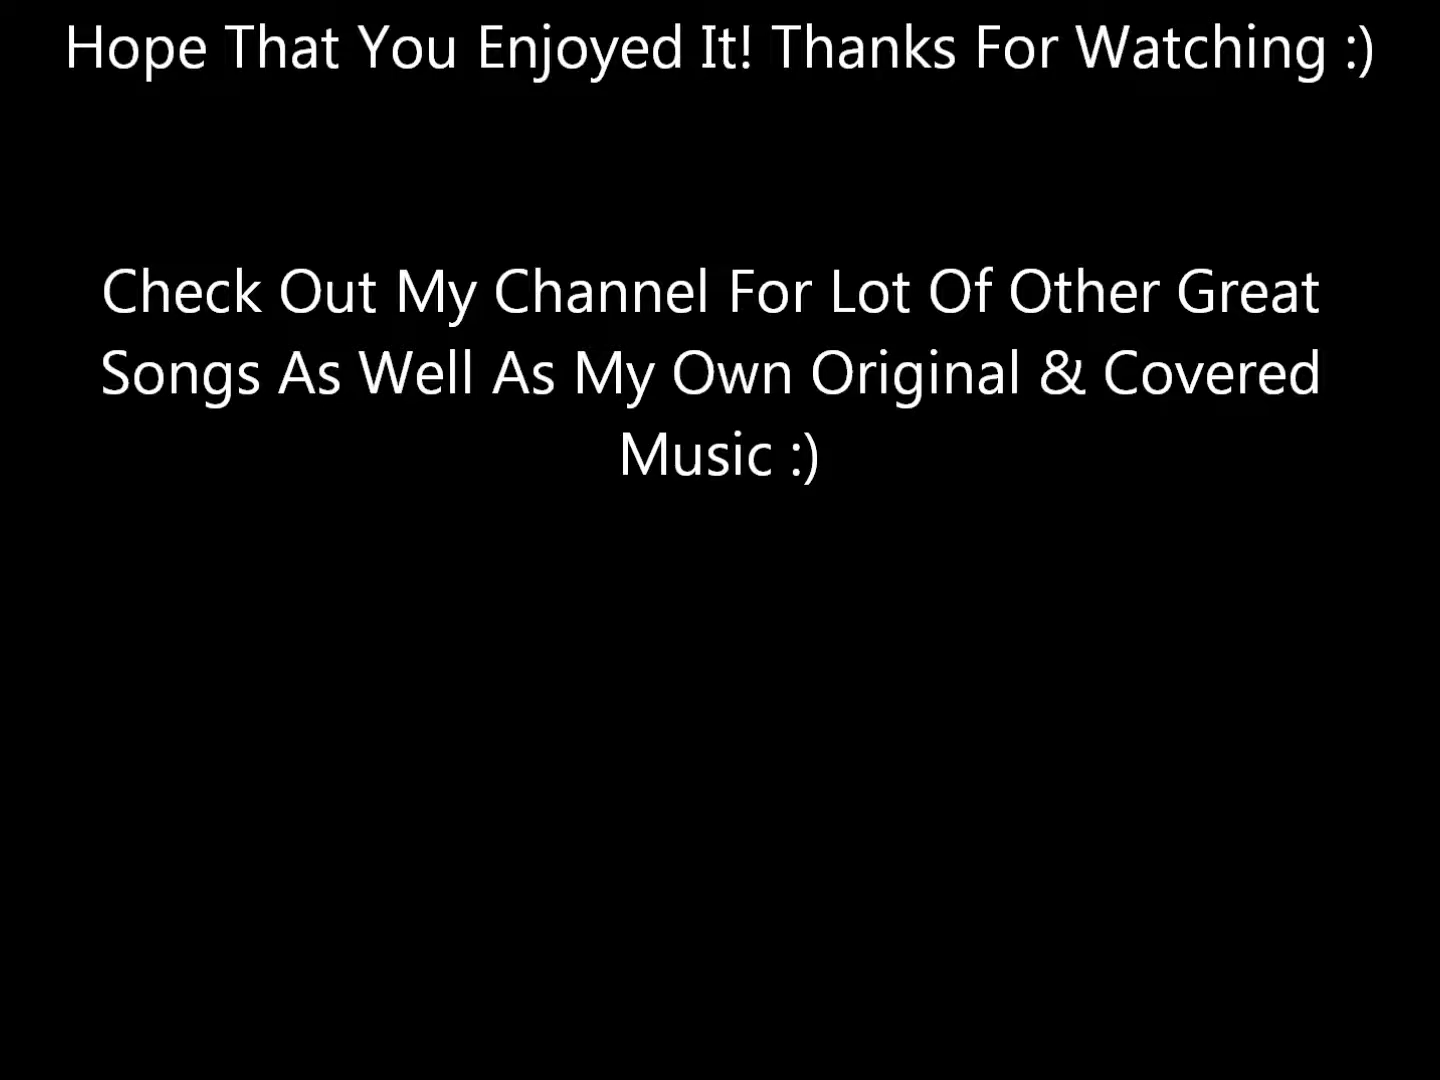 Hope That You Enjoyed It! Thanks For Watching :)
Check Out My Channel For Lot Of Other Great
Songs As Well As My Own Original & Covered
Music :)